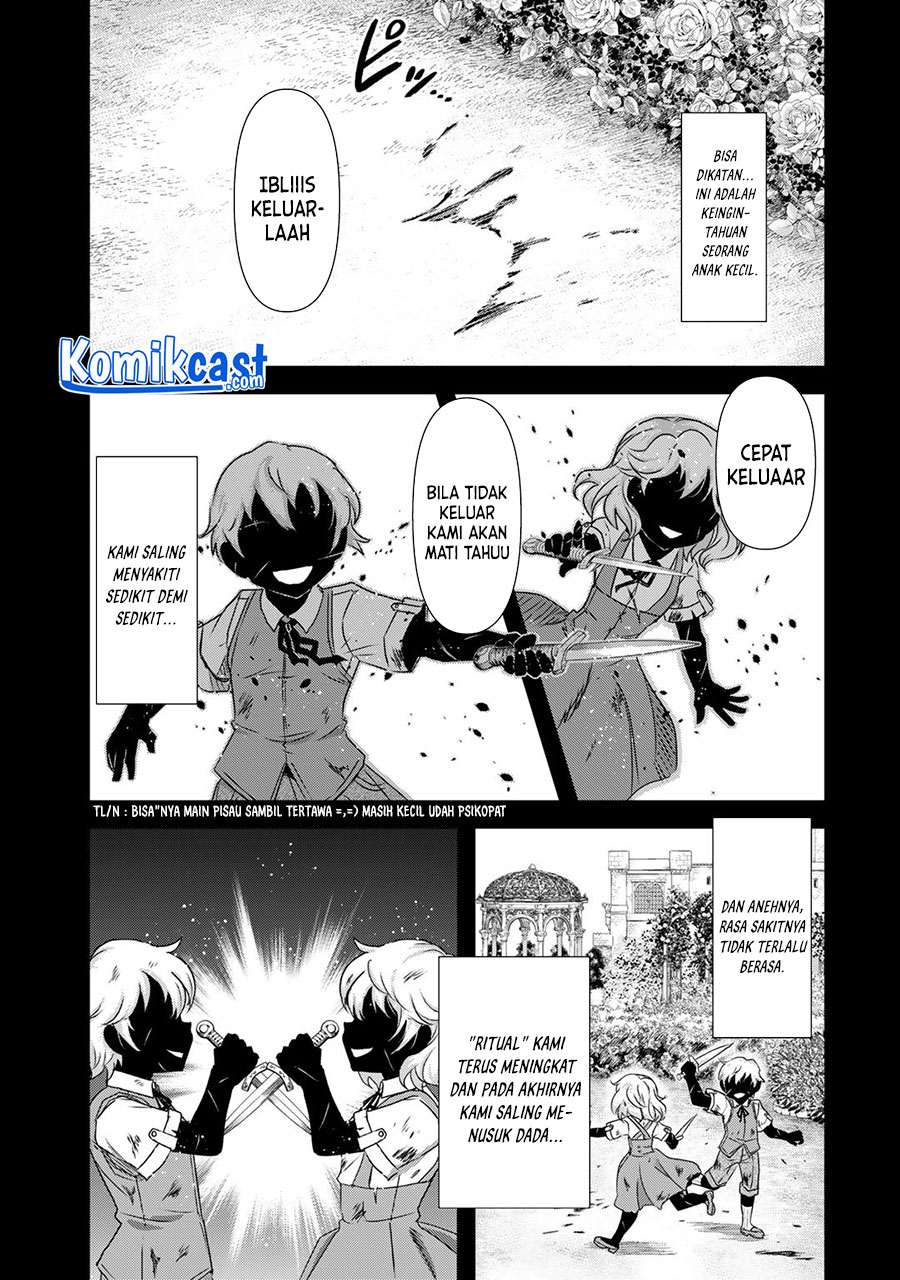 ピッ…
BISA
DIKATAN...
INI ADALAH
KEINGIN-
TAHUAN
SEORANG
ANAK KECIL.
IBLIIIS
KELUAR-
LAAH
Komikcast
.com
CEPAT
KELUAAR
BILA TIDAK
KELUAR
KAMI AKAN
MATI TAHUU
KAMI SALING
MENYAKITI
SEDIKIT DEMI
SEDIKIT...
TL/N : BISA"NYA MAIN PISAU SAMBIL TERTAWA =,=) MASIH KECIL UDAH PSIKOPAT
DAN ANEHNYA,
RASA SAKITNYA
TIDAK TERLALU
BERASA.
"RITUAL" KAMI
TERUS MENINGKAT
DAN PADA AKHIRNYA
KAMI SALING ME-
NUSUK DADA...